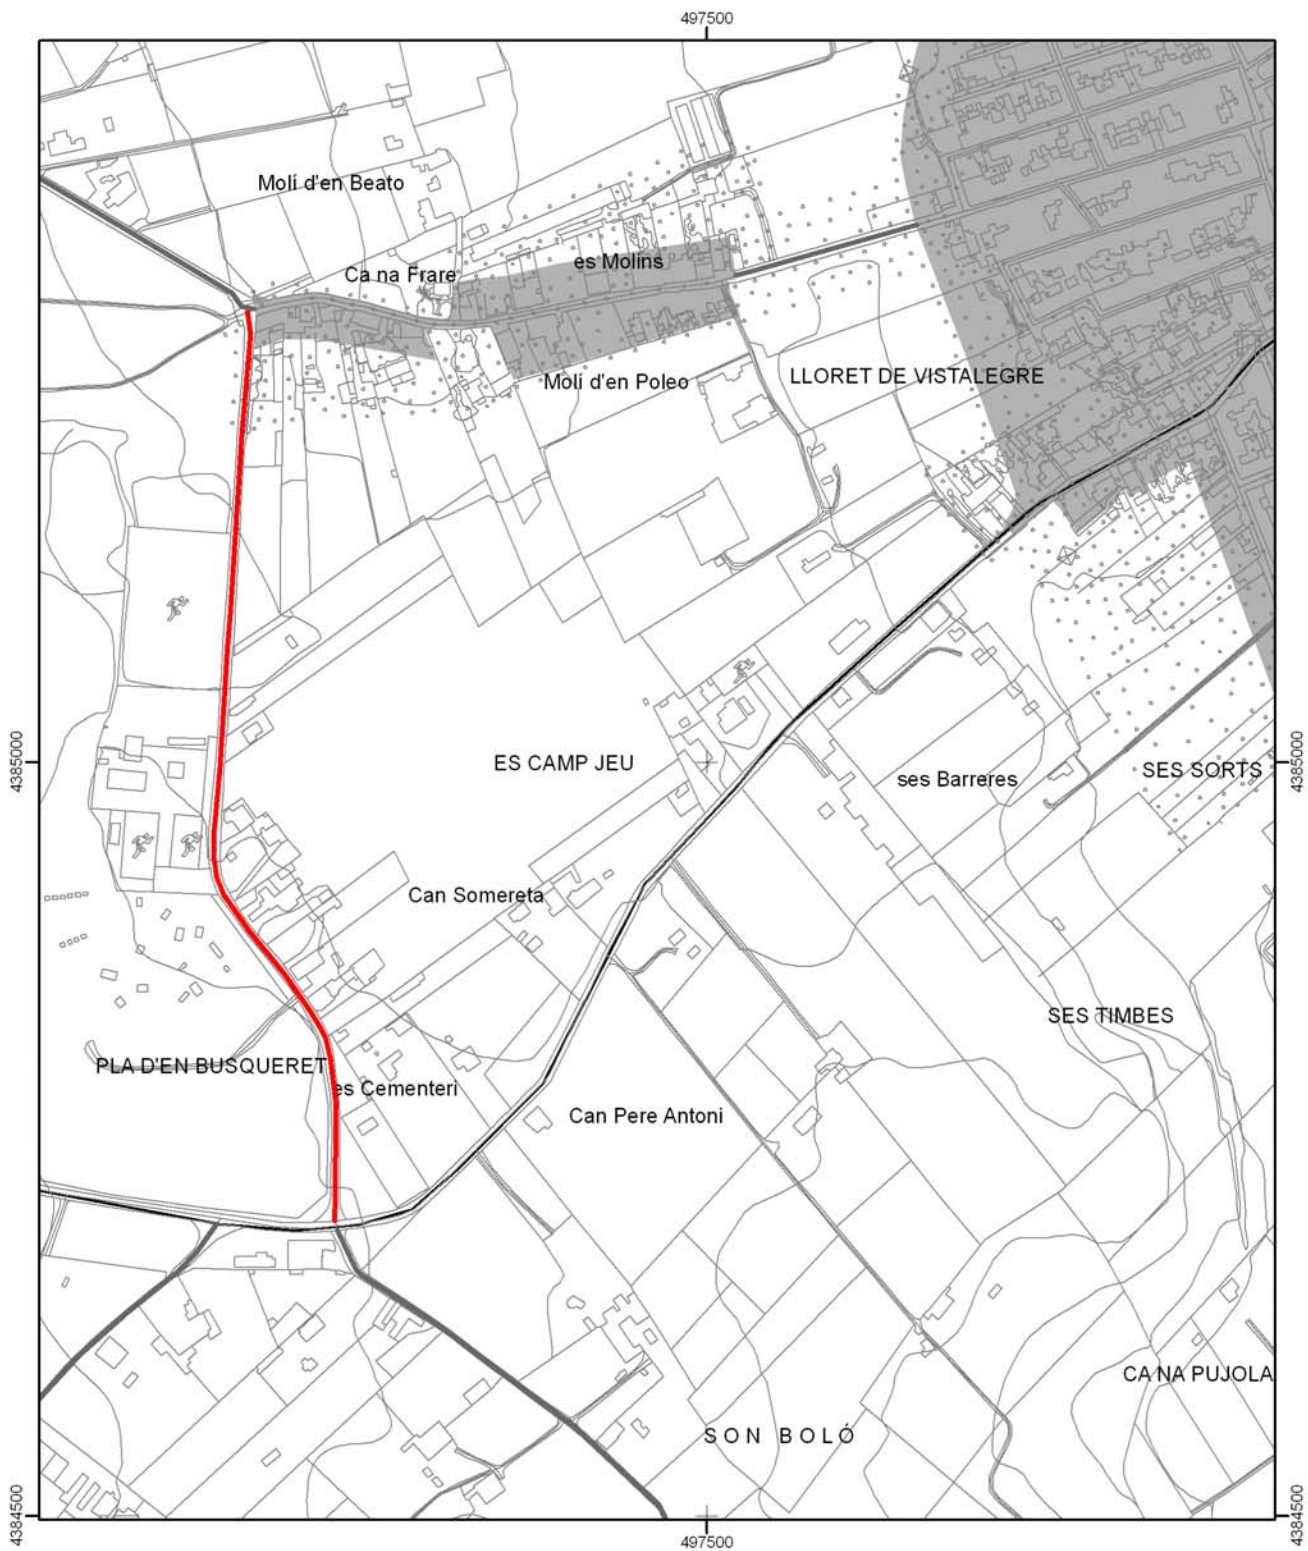 497500
Molí d'en Beato
es Molins
Ca na Frare
Molí d'en Poleo
LLORET DE VISTALEGRE
4385000
ES CAMP JEU
ses Barreres
SES SORTS
4385000
Can Somereta
SES TIMBES
PLA D'EN BUSQUERET
es Cementeri
Can Pere Antoni
CA NA PUJOLA
SON BOLÓ
4384500
4384500
497500